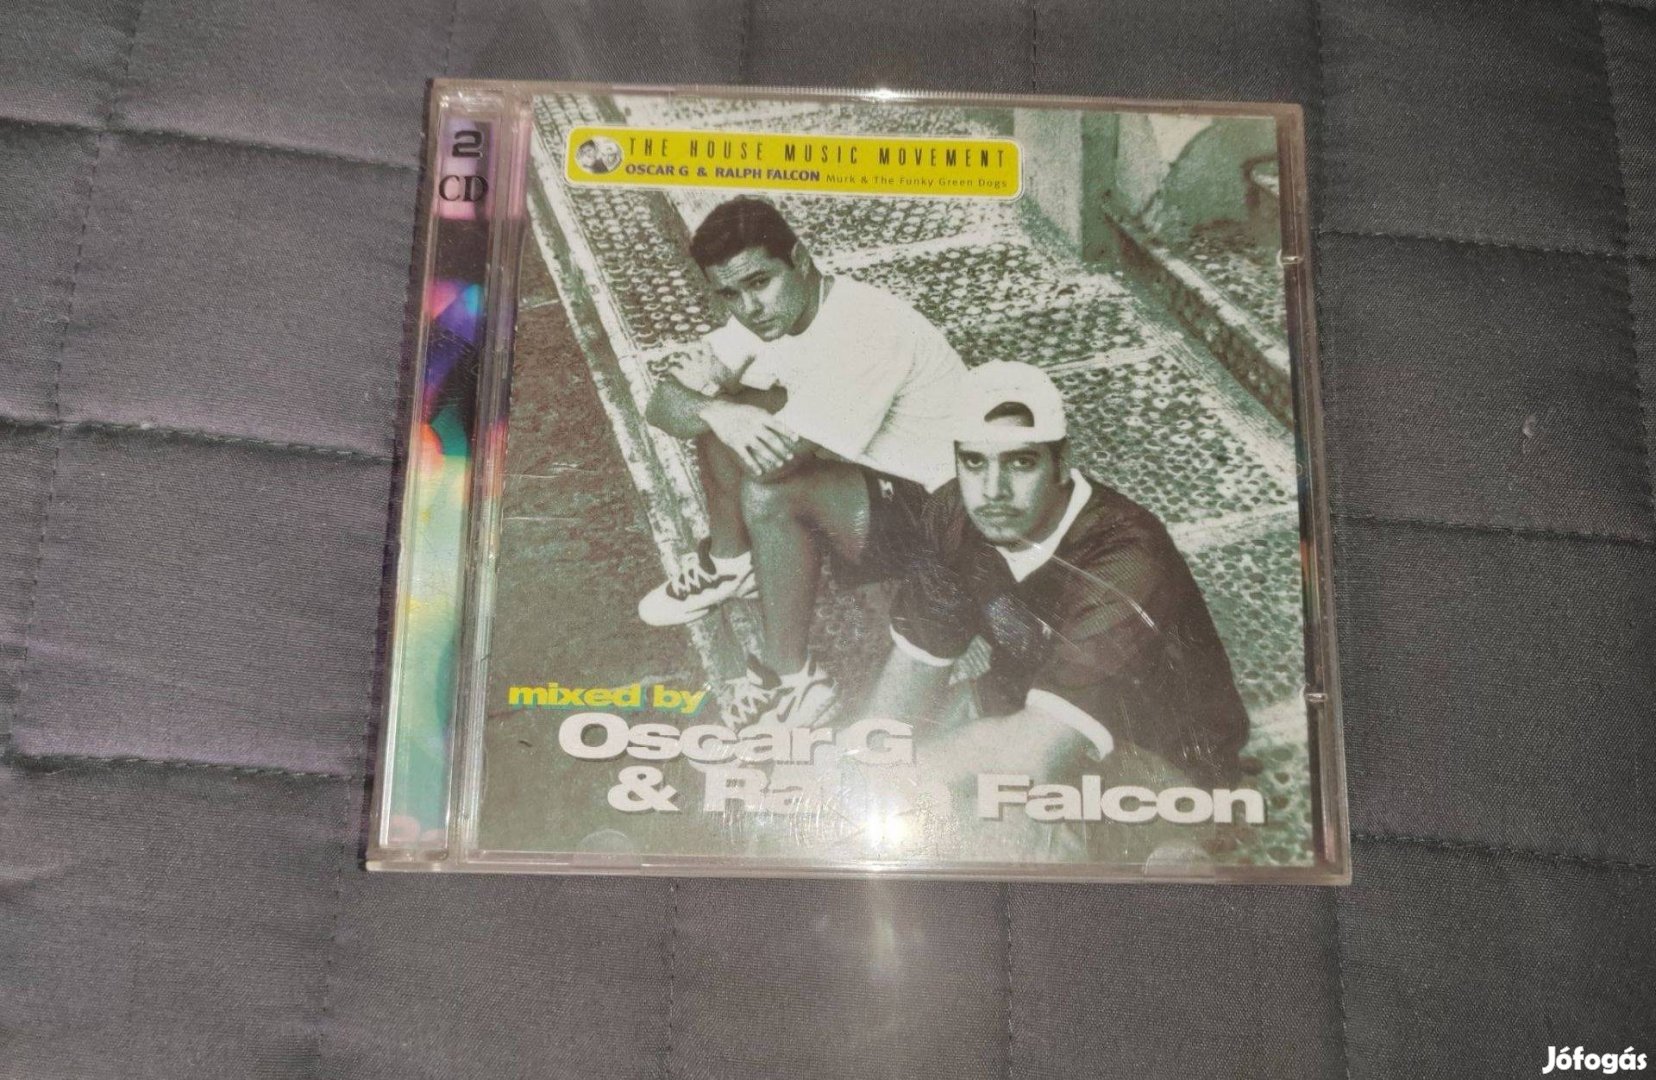 2
CD
THE HOUSE MUSIC MOVEMENT
OSCAR G & RALPH FALCON Murk & The Funky Green Dogs
mixed by
Oscar G
& Ralph Falcon
Jófogás